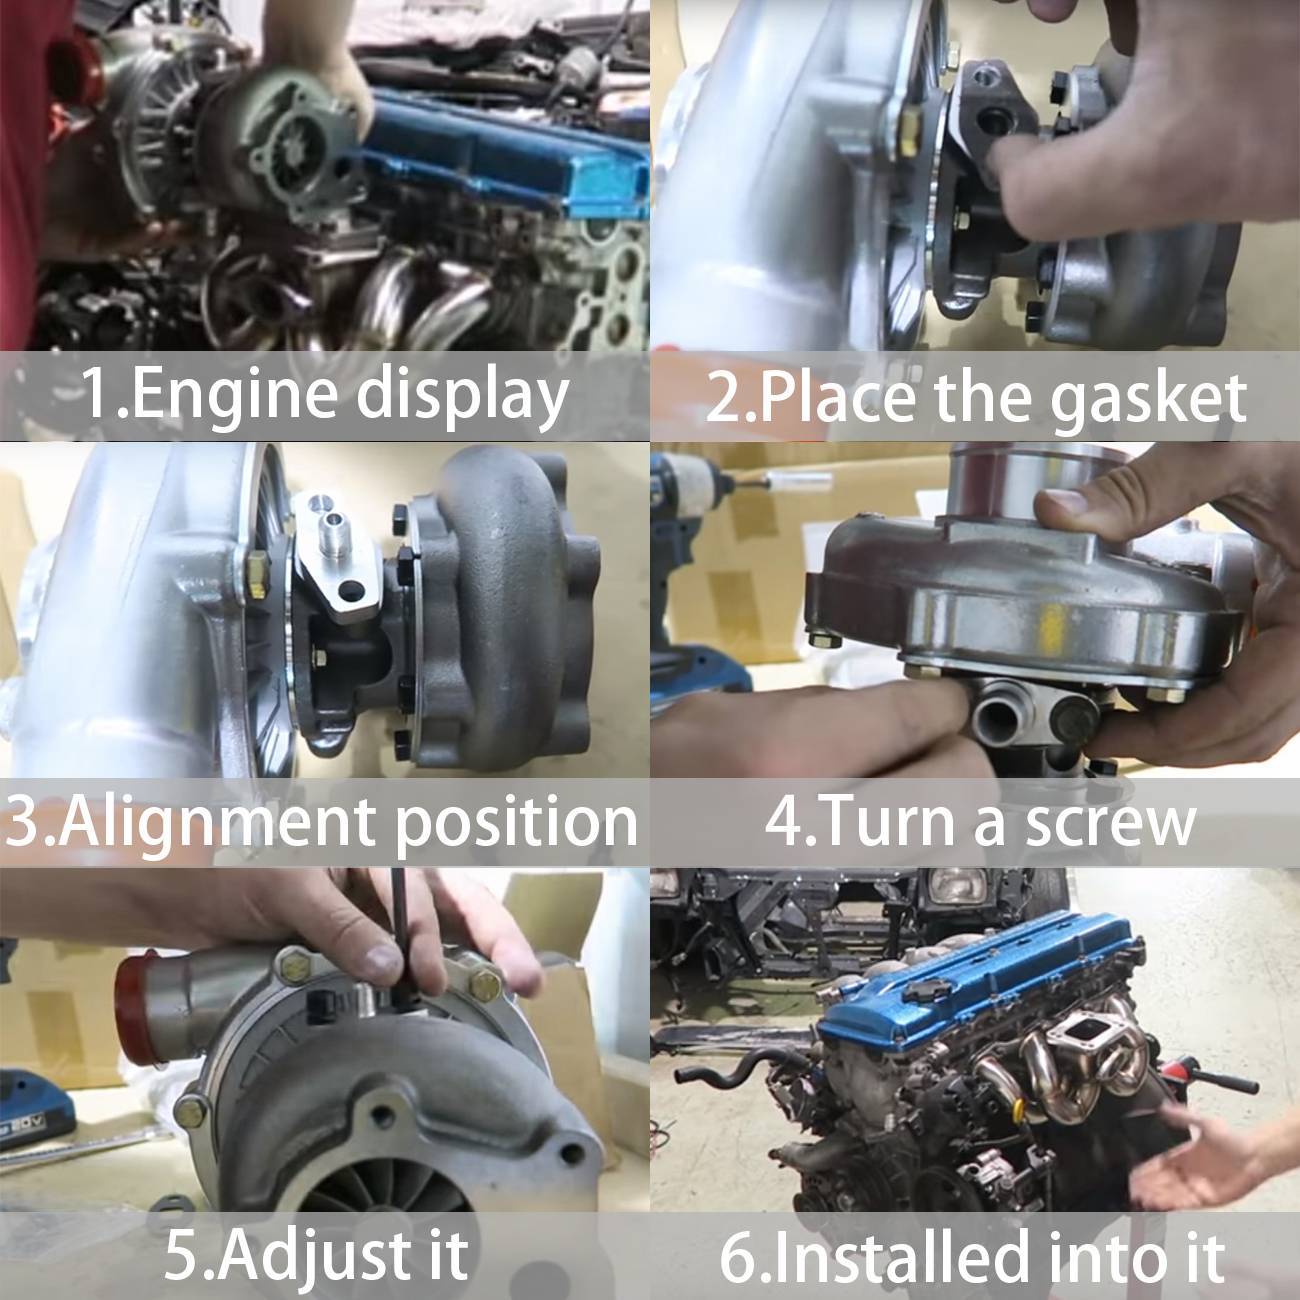 1.Engine display
2.Place the gasket
3.Alignment position
4.Turn a screw
20V
5.Adjust it
6.Installed into it